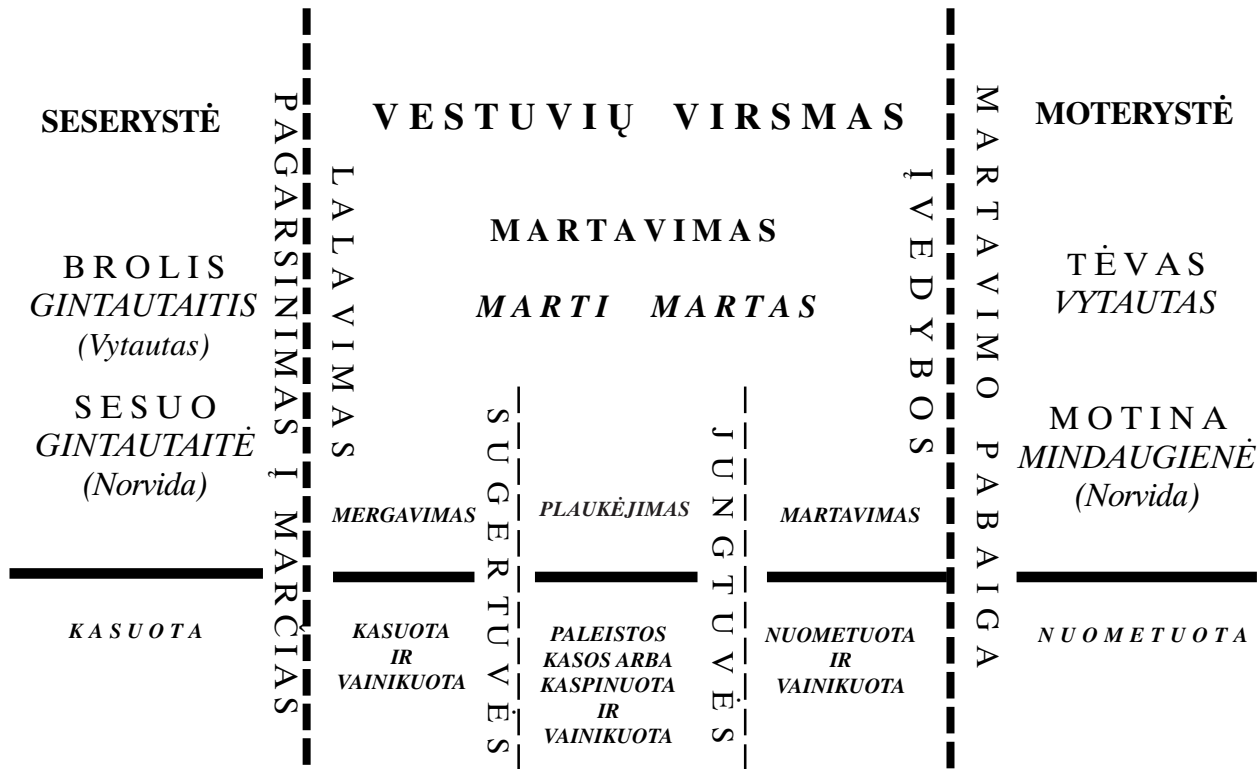 SESERYSTĖ
BROLIS
GINTAUTAITIS
(Vytautas)
SESUO
GINTAUTAITĖ
(Norvida)
KASUOTA
PAGARSINIMAS Į MARČIAS
VESTUVIŲ VIRSMAS
LALAVIMAS
MARTAVIMAS
MARTI MARTAS
MERGAVIMAS
KASUOTA
IR
VAINIKUOTA
SUGERTUVĖS
PLAUKĖJIMAS
PALEISTOS
KASOS ARBA
KASPINUOTA
IR
VAINIKUOTA
JUNGTUVĖS
MARTAVIMAS
NUOMETUOTA
IR
VAINIKUOTA
ĮVEDYBOS
MARTAVIMO PABAIGA
MOTERYSTĖ
TĖVAS
VYTAUTAS
MOTINA
MINDAUGIENĖ
(Norvida)
NUOMETUOTA